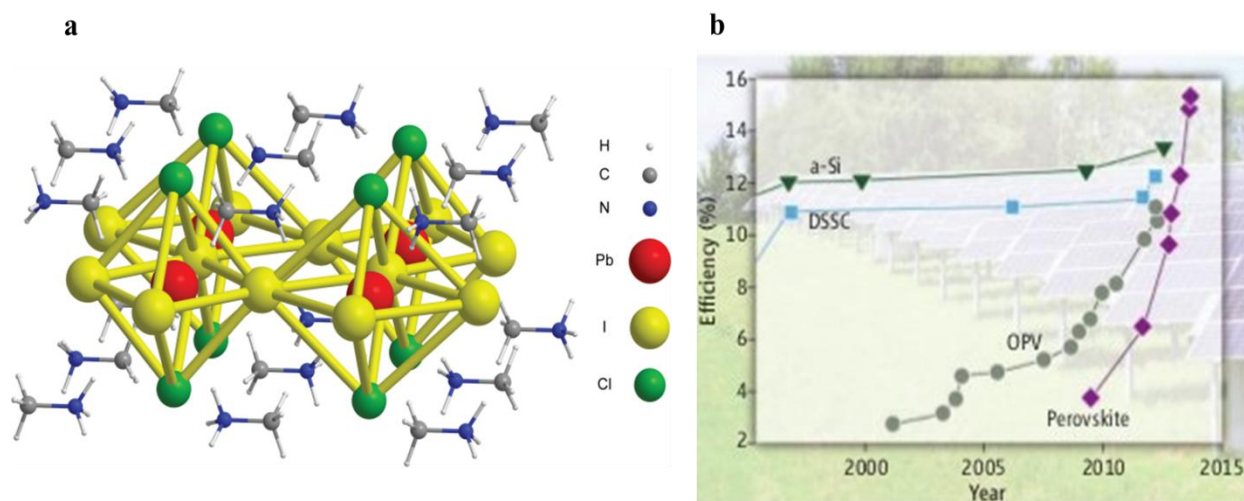 a
H
C
N
Pb
I
Cl
b
Efficiency (%)
16
14
12
10
8
6
4
2
a-Si
DSSC
OPV
Perovskite
2000
2005
2010
2015
Year